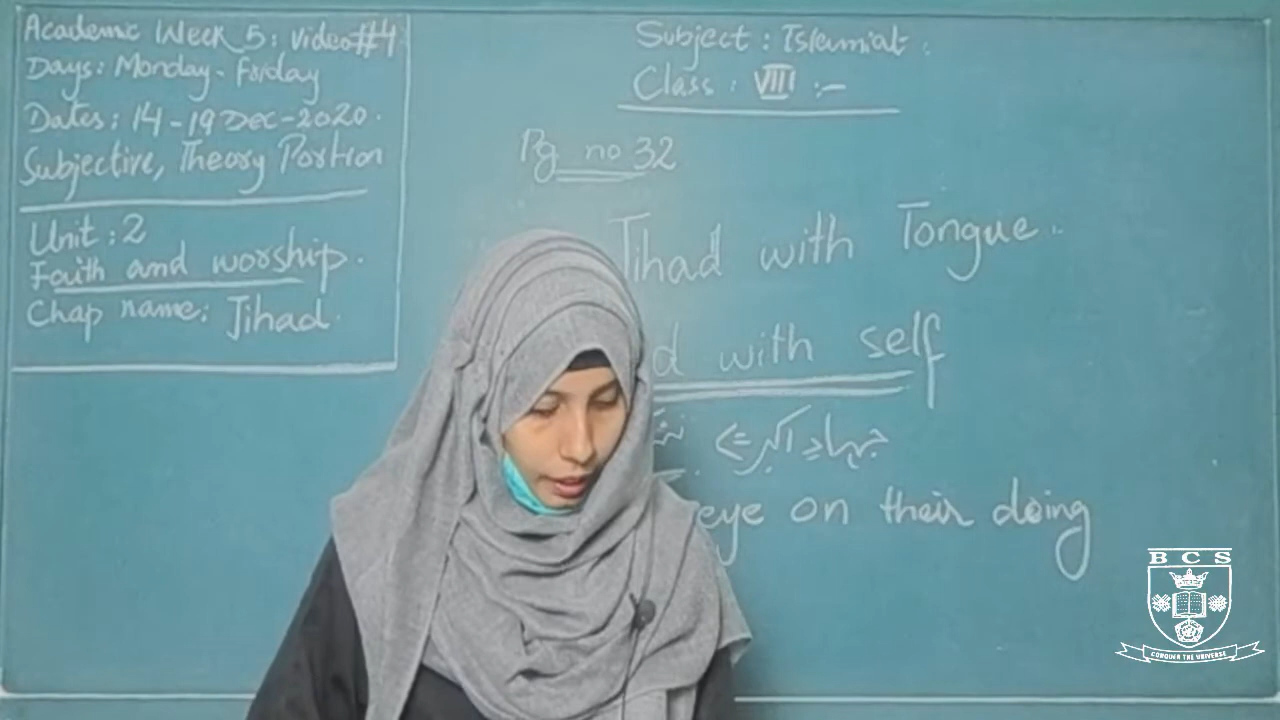 Academic Week 5: Video#4
Days: Monday-Friday
Dates: 14-19 Dec-2020.
Subjective, Theory Portion
Unit: 2
Faith and worship.
Chap name: Jihad.
Subject: Islamiat.
Class: VIII :-
Pg no 32
Jihad with Tongue.
d with self
جہاد اکبر
eye on their doing
BCS
CONQUER THE UNIVERSE